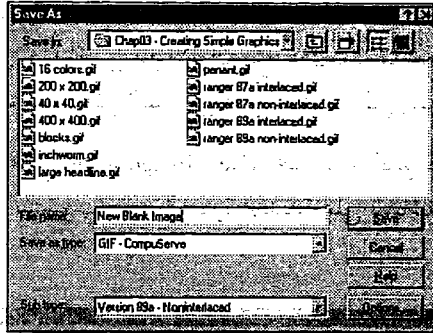 Save As
Save in: Chap03 - Creating Simple Graphics
16 colors.gif
200 x 200.gif
40 x 40.gif
400 x 400.gif
blocks.gif
inchworm.gif
large headline.gif
penant.gif
ranger 87a interlaced.gif
ranger 87a non-interlaced.gif
ranger 89a interlaced.gif
ranger 89a non-interlaced.gif
File name: New Blank Image
Save
Save as type: GIF - CompuServe
Cancel
Help
Sub type: Version 89a - Noninterlaced
Options